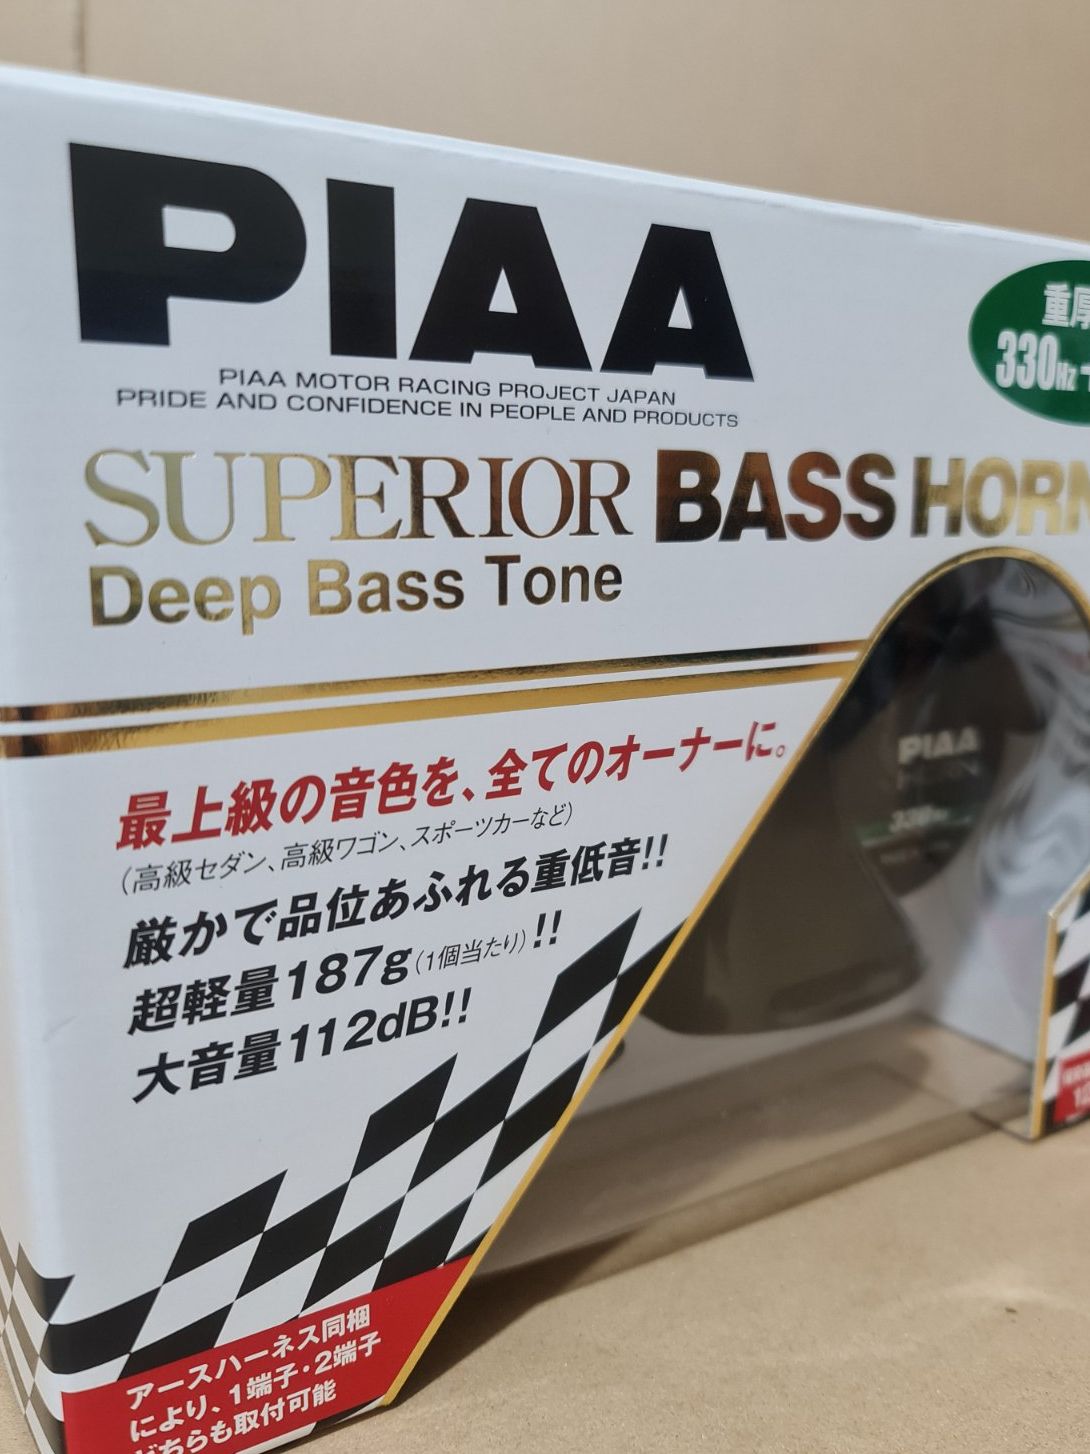 PIAA
PIAA MOTOR RACING PROJECT JAPAN
PRIDE AND CONFIDENCE IN PEOPLE AND PRODUCTS
重厚
330Hz
SUPERIOR BASS HORN
Deep Bass Tone
最上級の音色を、全てのオーナーに。
(高級セダン、高級ワゴン、スポーツカーなど)
厳かで品位あふれる重低音!!
超軽量187g(1個当たり)!!
大音量112dB!!
PIAA
HORN
330Hz
アースハーネス同梱
により、1端子・2端子
どちらも取付可能